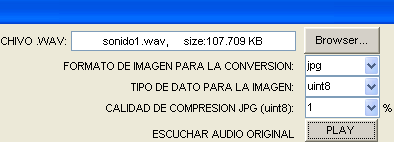 CHIVO .WAV: sonido1.wav, size:107.709 KB Browser...
FORMATO DE IMAGEN PARA LA CONVERSION: jpg
TIPO DE DATO PARA LA IMAGEN: uint8
CALIDAD DE COMPRESION JPG (uint8): 1 %
ESCUCHAR AUDIO ORIGINAL PLAY